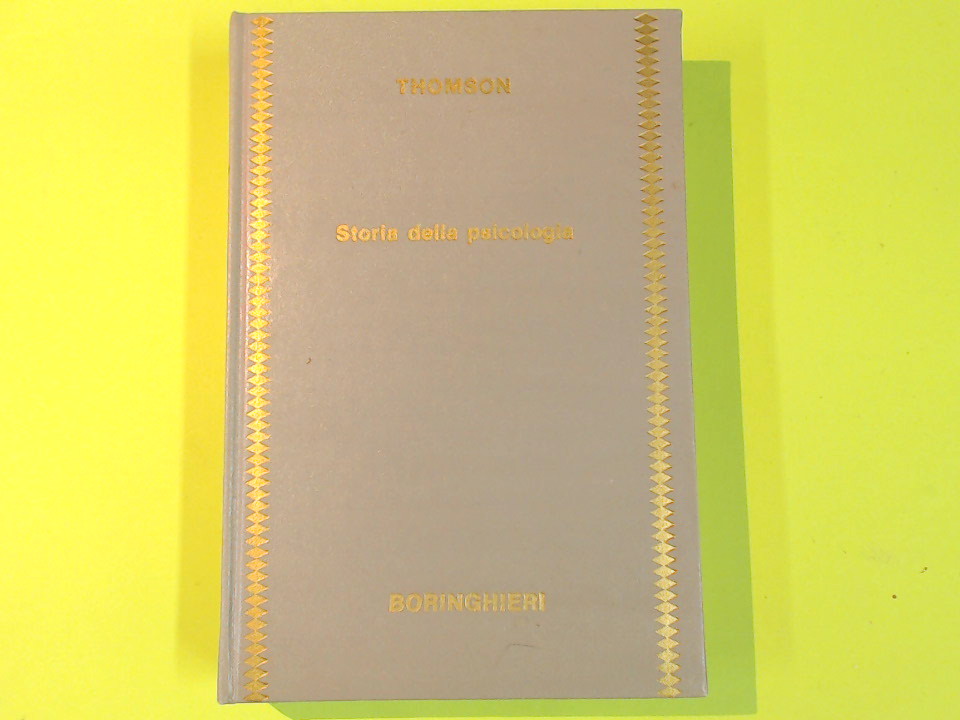 THOMSON
Storia della psicologia
BORINGHIERI